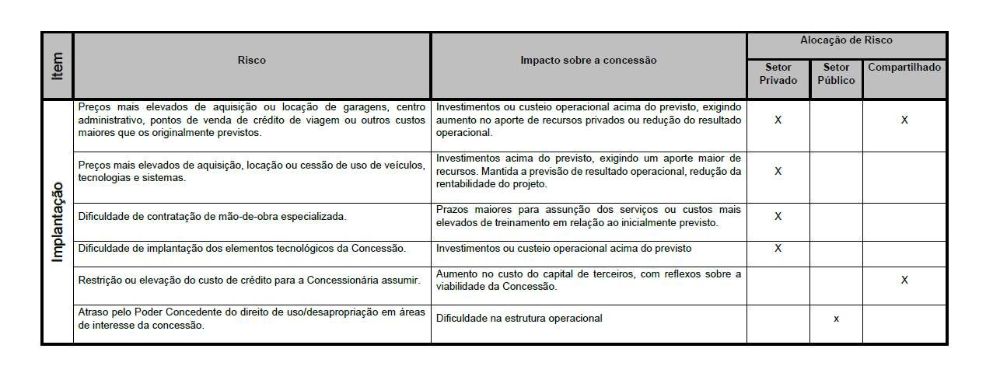 Item
Risco
Impacto sobre a concessão
Alocação de Risco
Setor
Privado
Setor
Público
Compartilhado
Implantação
Preços mais elevados de aquisição ou locação de garagens, centro
administrativo, pontos de venda de crédito de viagem ou outros custos
maiores que os originalmente previstos.
Investimentos ou custeio operacional acima do previsto, exigindo
aumento no aporte de recursos privados ou redução do resultado
operacional.
X
X
Preços mais elevados de aquisição, locação ou cessão de uso de veículos,
tecnologias e sistemas.
Investimentos acima do previsto, exigindo um aporte maior de
recursos. Mantida a previsão de resultado operacional, redução da
rentabilidade do projeto.
X
Dificuldade de contratação de mão-de-obra especializada.
Prazos maiores para assunção dos serviços ou custos mais
elevados de treinamento em relação ao inicialmente previsto.
X
Dificuldade de implantação dos elementos tecnológicos da Concessão.
Investimentos ou custeio operacional acima do previsto
X
Restrição ou elevação do custo de crédito para a Concessionária assumir.
Aumento no custo do capital de terceiros, com reflexos sobre a
viabilidade da Concessão.
X
Atraso pelo Poder Concedente do direito de uso/desapropriação em áreas
de interesse da concessão.
Dificuldade na estrutura operacional
x